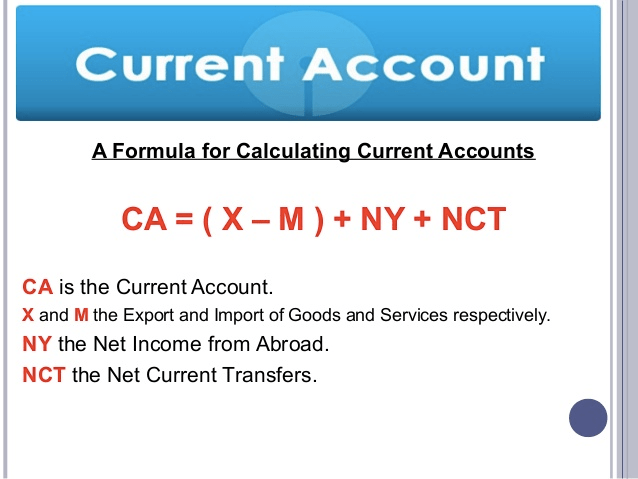 Current Account
A Formula for Calculating Current Accounts
CA = ( X – M ) + NY + NCT
CA is the Current Account.
X and M the Export and Import of Goods and Services respectively.
NY the Net Income from Abroad.
NCT the Net Current Transfers.